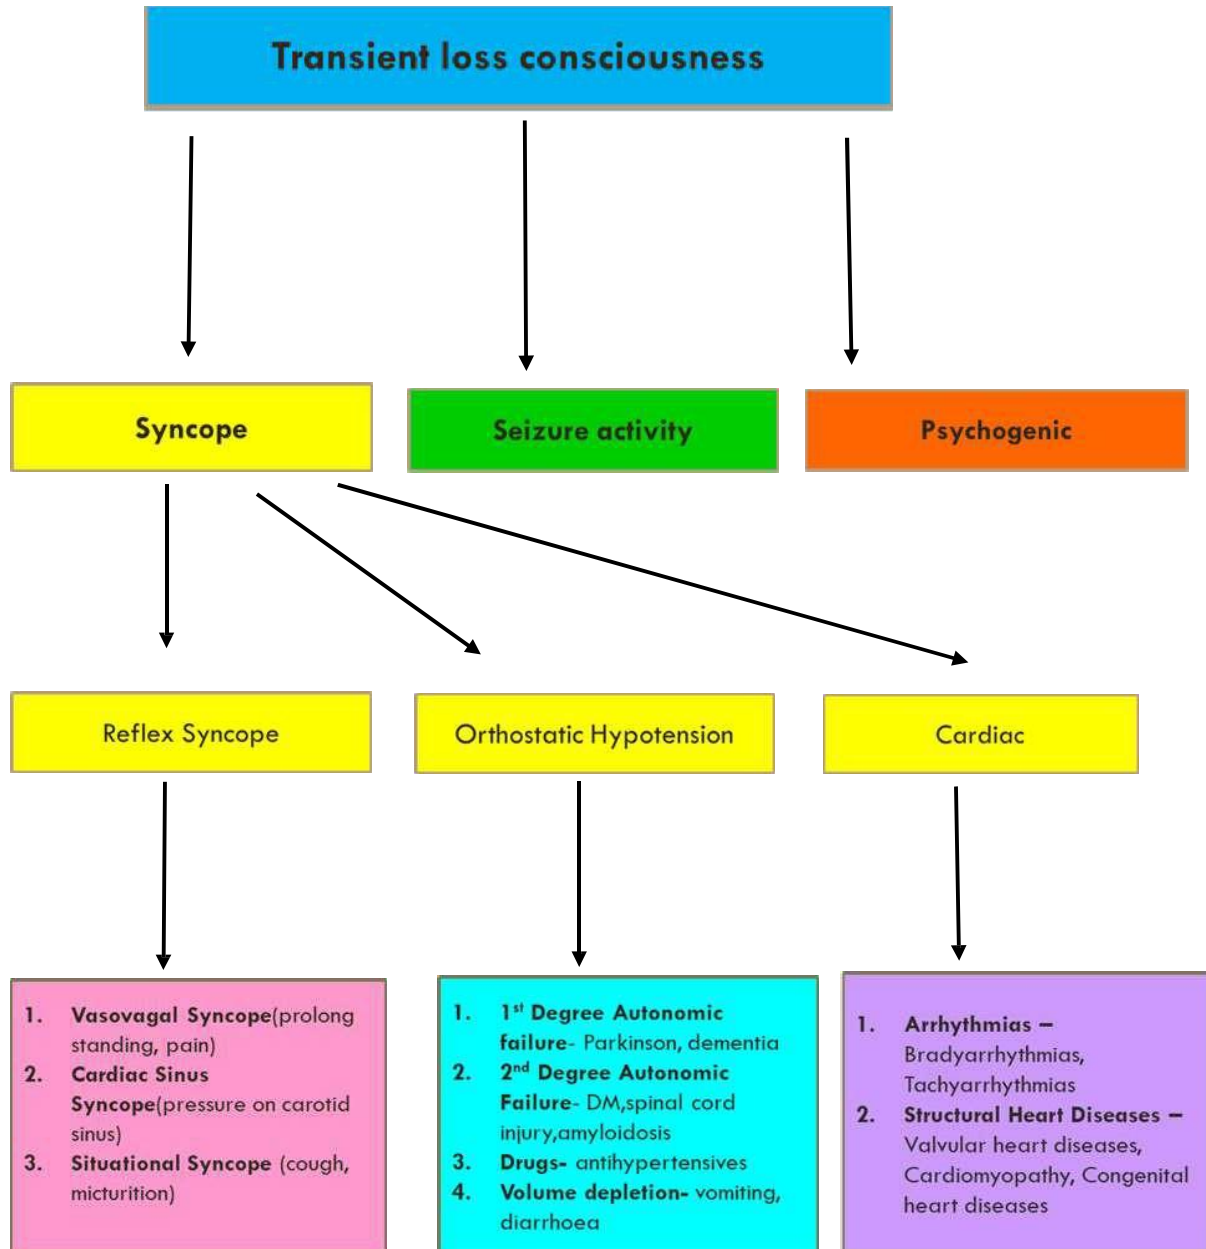 Transient loss consciousness
Syncope
Seizure activity
Psychogenic
Reflex Syncope
Orthostatic Hypotension
Cardiac
1. Vasovagal Syncope(prolong
standing, pain)
2. Cardiac Sinus
Syncope(pressure on carotid
sinus)
3. Situational Syncope (cough,
micturition)
1. 1st Degree Autonomic
failure- Parkinson, dementia
2. 2nd Degree Autonomic
Failure- DM,spinal cord
injury,amyloidosis
3. Drugs- antihypertensives
4. Volume depletion- vomiting,
diarrhoea
1. Arrhythmias –
Bradyarrhythmias,
Tachyarrhythmias
2. Structural Heart Diseases –
Valvular heart diseases,
Cardiomyopathy, Congenital
heart diseases